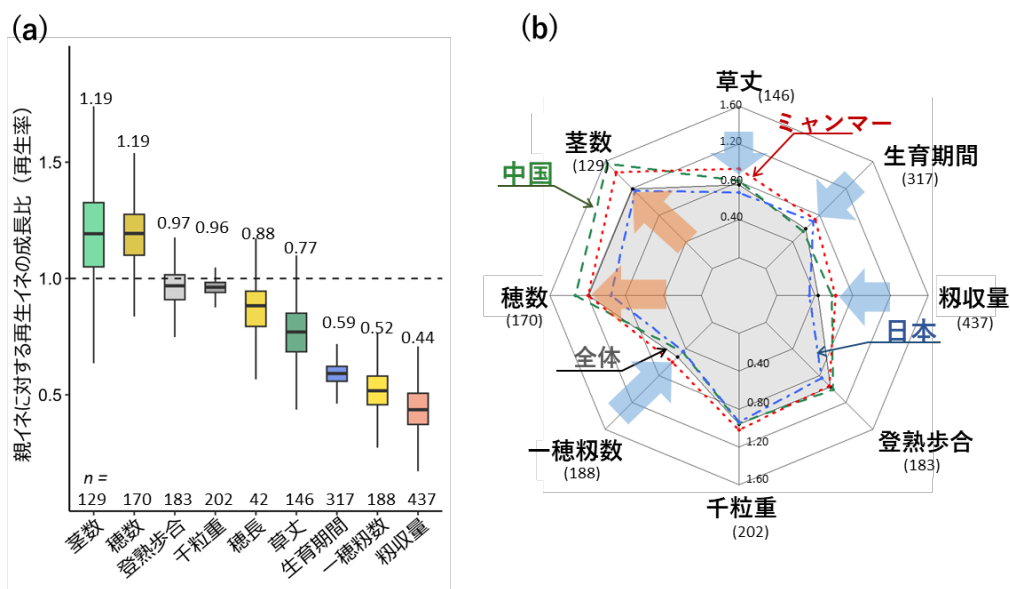 (a)
親イネに対する再生イネの成長比（再生率）
1.5
1.0
0.5
1.19
1.19
0.97
0.96
0.88
0.77
0.59
0.52
0.44
n =
129
170
183
202
42
146
317
188
437
茎数
穂数
登熟歩合
千粒重
穂長
草丈
生育期間
一穂籾数
籾収量
(b)
草丈
(146)
1.60
1.20
0.80
0.40
ミャンマー
生育期間
(317)
茎数
(129)
中国
穂数
(170)
籾収量
(437)
日本
全体
0.40
0.80
1.20
1.60
一穂籾数
(188)
登熟歩合
(183)
千粒重
(202)